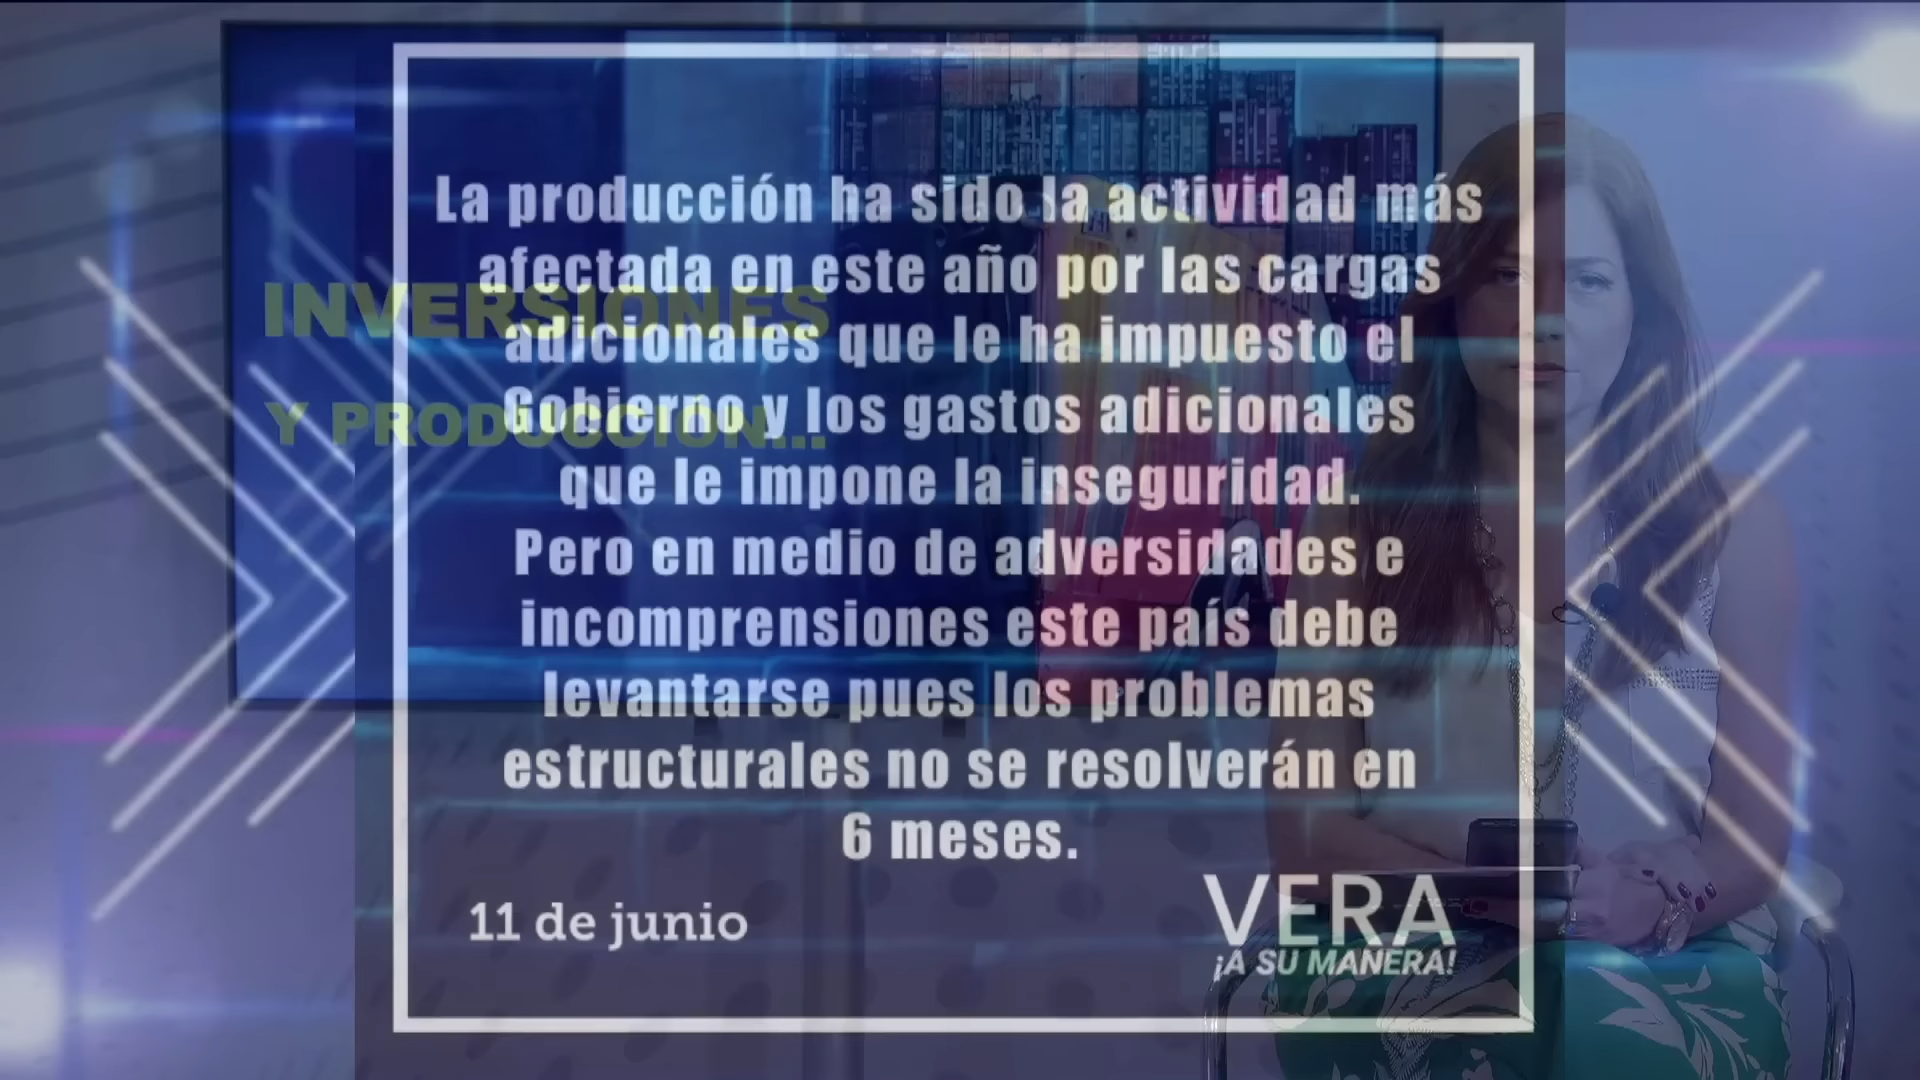 La producción ha sido la actividad más
afectada en este año por las cargas
adicionales que le ha impuesto el
Gobierno y los gastos adicionales
que le impone la inseguridad.
Pero en medio de adversidades e
incomprensiones este país debe
levantarse pues los problemas
estructurales no se resolverán en
6 meses.
11 de junio
VERA
¡A SU MANERA!
INVERSIONES
Y PRODUCCIÓN...